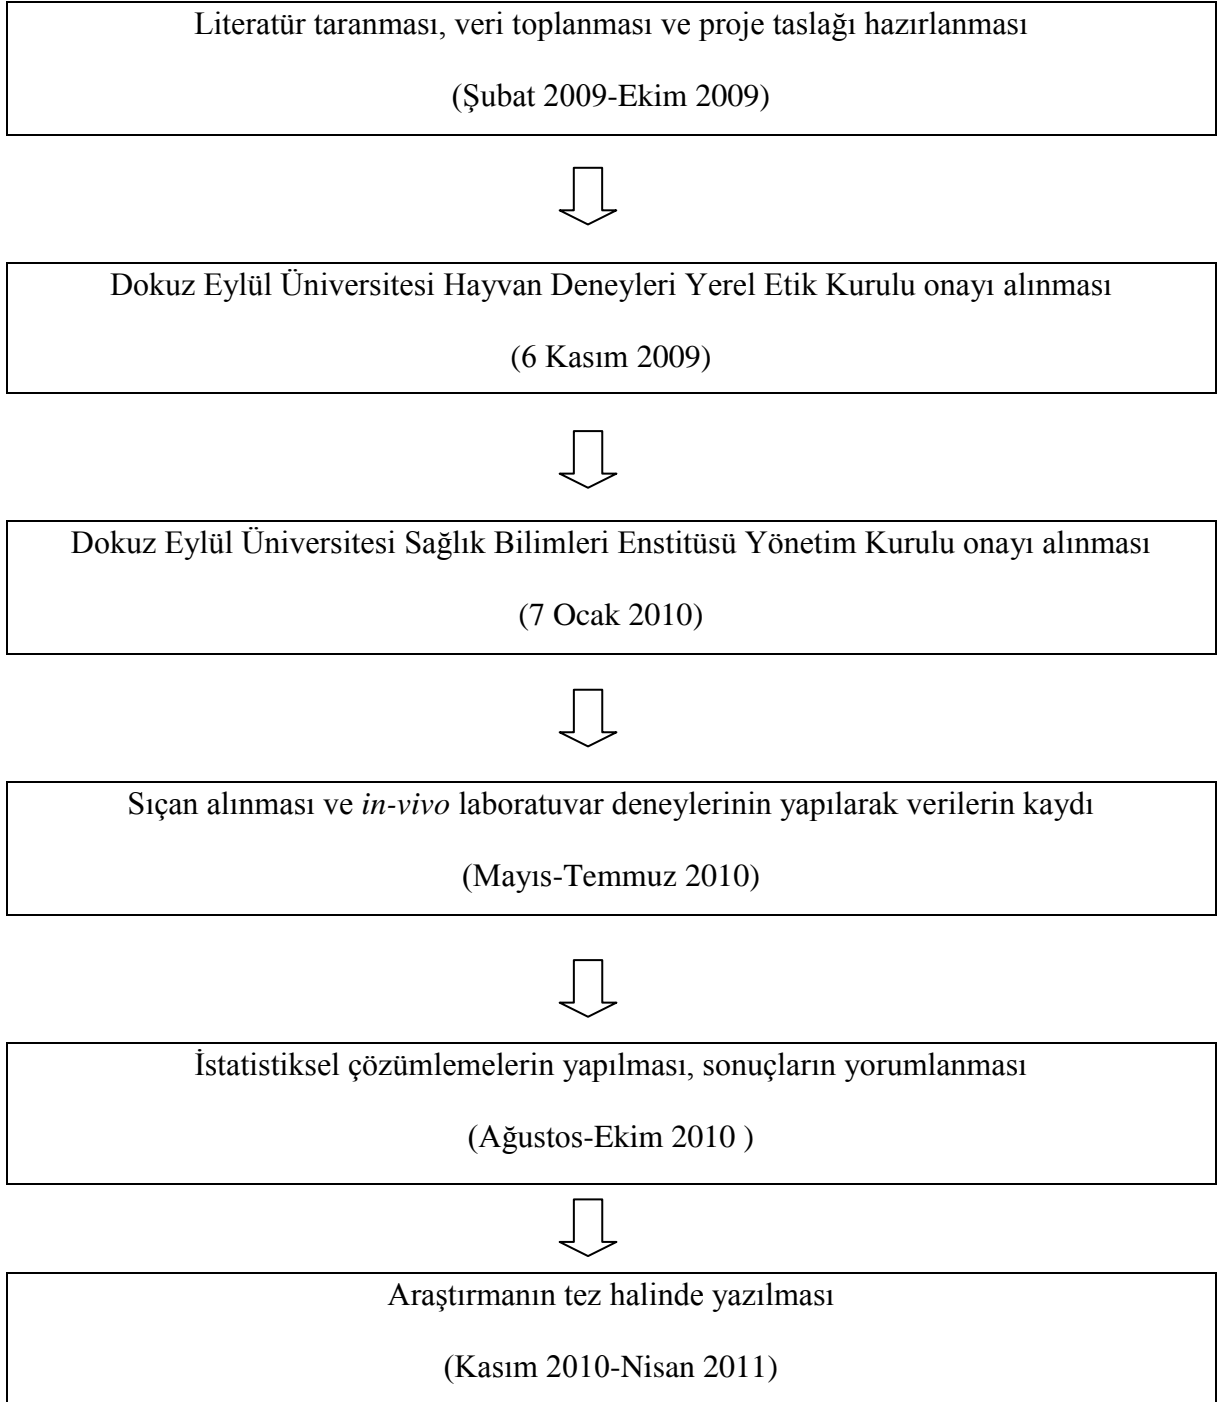 Literatür taranması, veri toplanması ve proje taslağı hazırlanması
(Şubat 2009-Ekim 2009)
Dokuz Eylül Üniversitesi Hayvan Deneyleri Yerel Etik Kurulu onayı alınması
(6 Kasım 2009)
Dokuz Eylül Üniversitesi Sağlık Bilimleri Enstitüsü Yönetim Kurulu onayı alınması
(7 Ocak 2010)
Sıçan alınması ve in-vivo laboratuvar deneylerinin yapılarak verilerin kaydı
(Mayıs-Temmuz 2010)
İstatistiksel çözümlemelerin yapılması, sonuçların yorumlanması
(Ağustos-Ekim 2010 )
Araştırmanın tez halinde yazılması
(Kasım 2010-Nisan 2011)